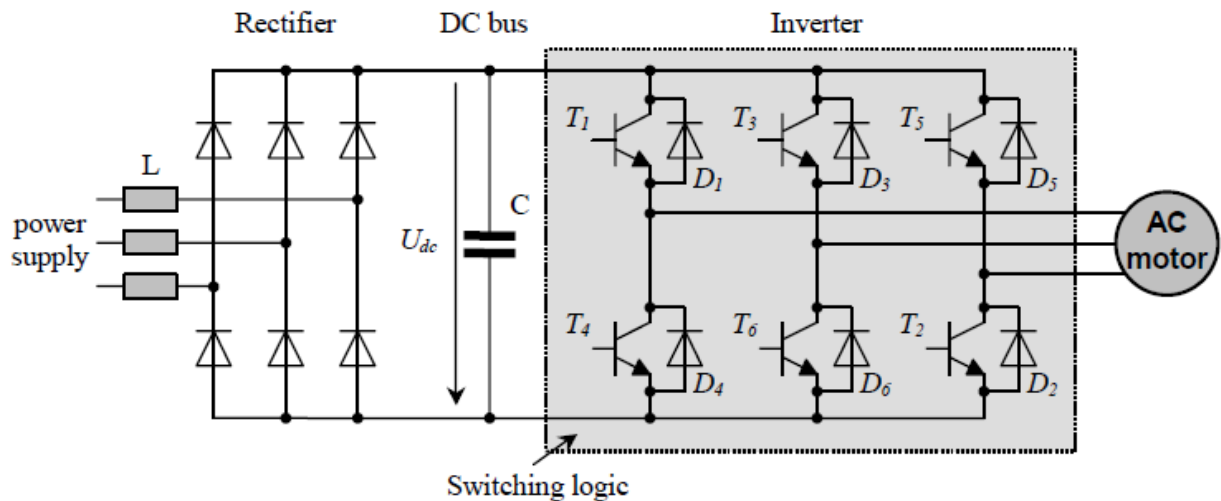 Rectifier
DC bus
Inverter
T1
T3
T5
L
D1
D3
D5
power
supply
C
Udc
AC
motor
T4
T6
T2
D4
D6
D2
Switching logic